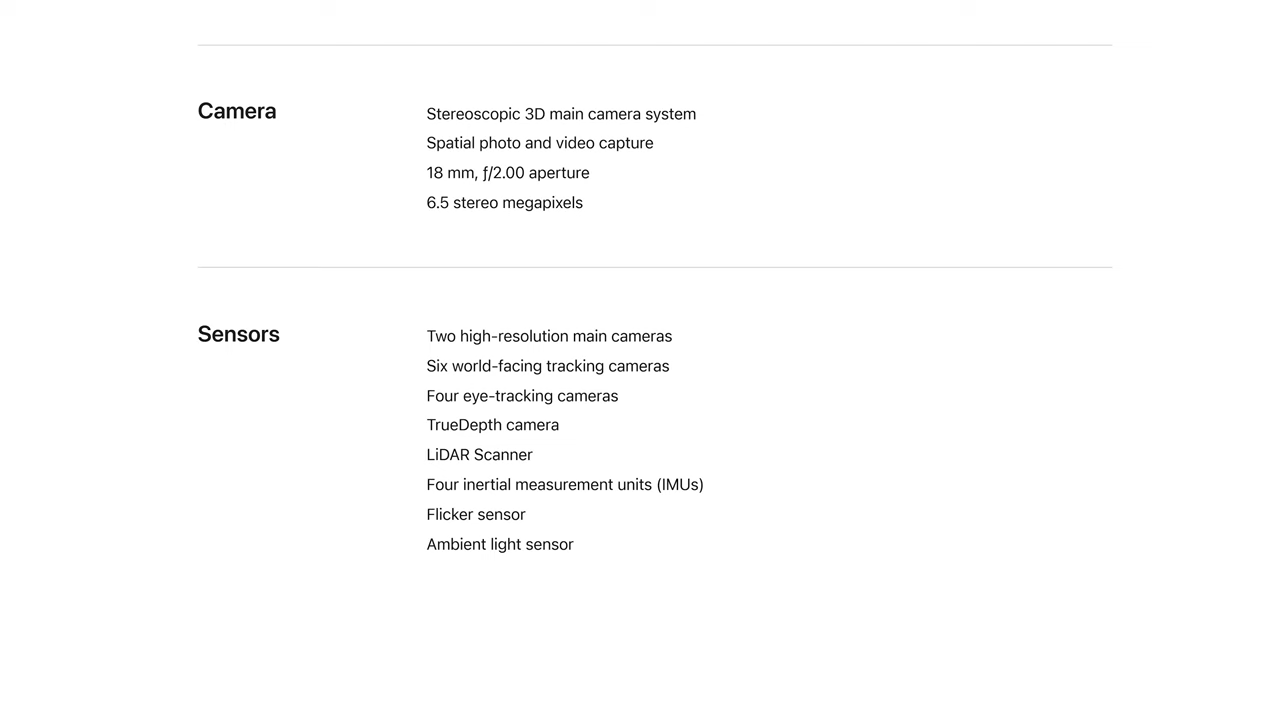 Camera
Stereoscopic 3D main camera system
Spatial photo and video capture
18 mm, ƒ/2.00 aperture
6.5 stereo megapixels
Sensors
Two high-resolution main cameras
Six world-facing tracking cameras
Four eye-tracking cameras
TrueDepth camera
LiDAR Scanner
Four inertial measurement units (IMUs)
Flicker sensor
Ambient light sensor